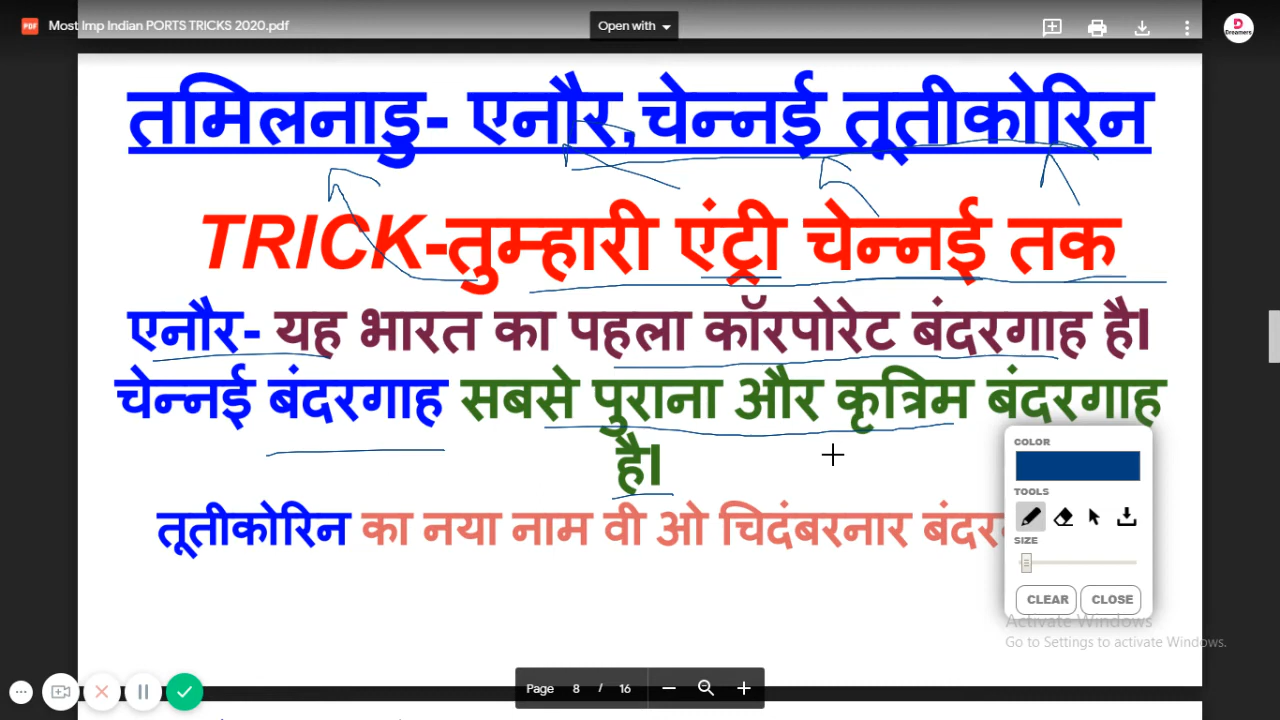 Most Imp Indian PORTS TRICKS 2020.pdf
Open with
Dreamers
तमिलनाडु- एनौर,चेन्नई तूतीकोरिन
TRICK-तुम्हारी एंट्री चेन्नई तक
एनौर- यह भारत का पहला कॉरपोरेट बंदरगाह है।
चेन्नई बंदरगाह सबसे पुराना और कृत्रिम बंदरगाह
है।
तूतीकोरिन का नया नाम वी ओ चिदंबरनार
COLOR
TOOLS
SIZE
CLEAR CLOSE
Activate Windows
Go to Settings to activate Windows.
Page 8 / 16